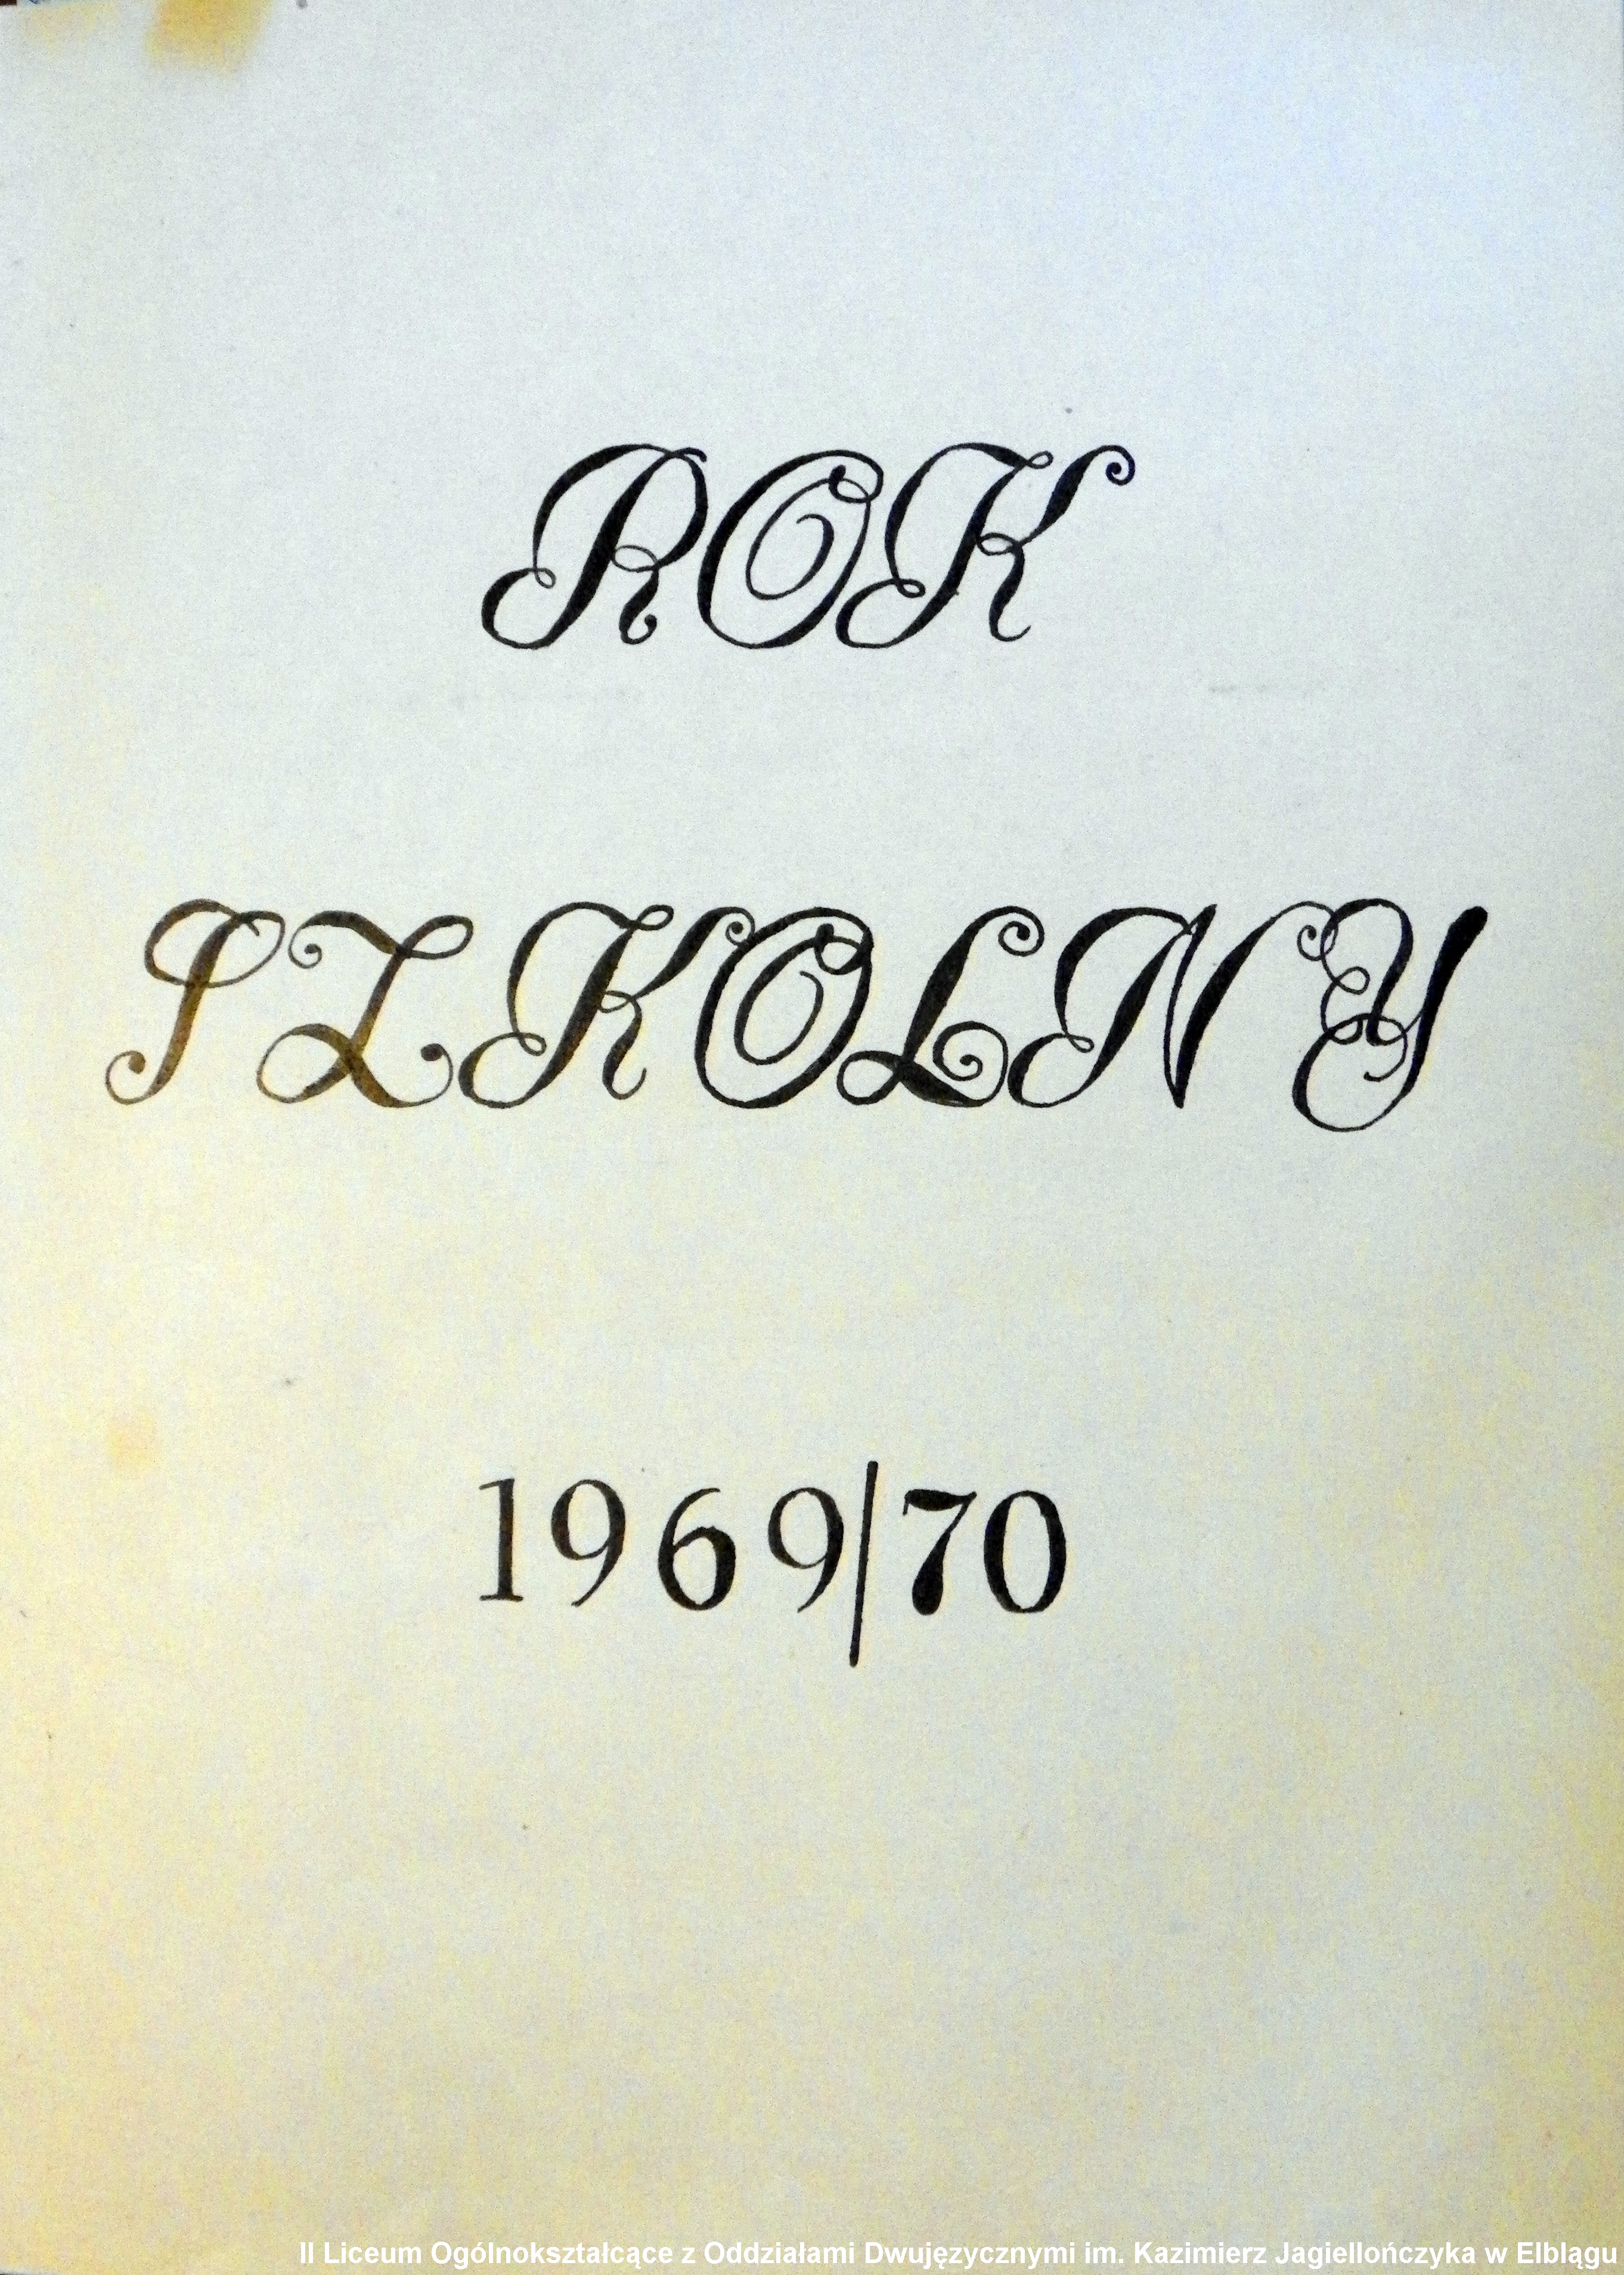 ROK
SZKOLNY
1969/70
II Liceum Ogólnokształcące z Oddziałami Dwujęzycznymi im. Kazimierz Jagiellończyka w Elblągu